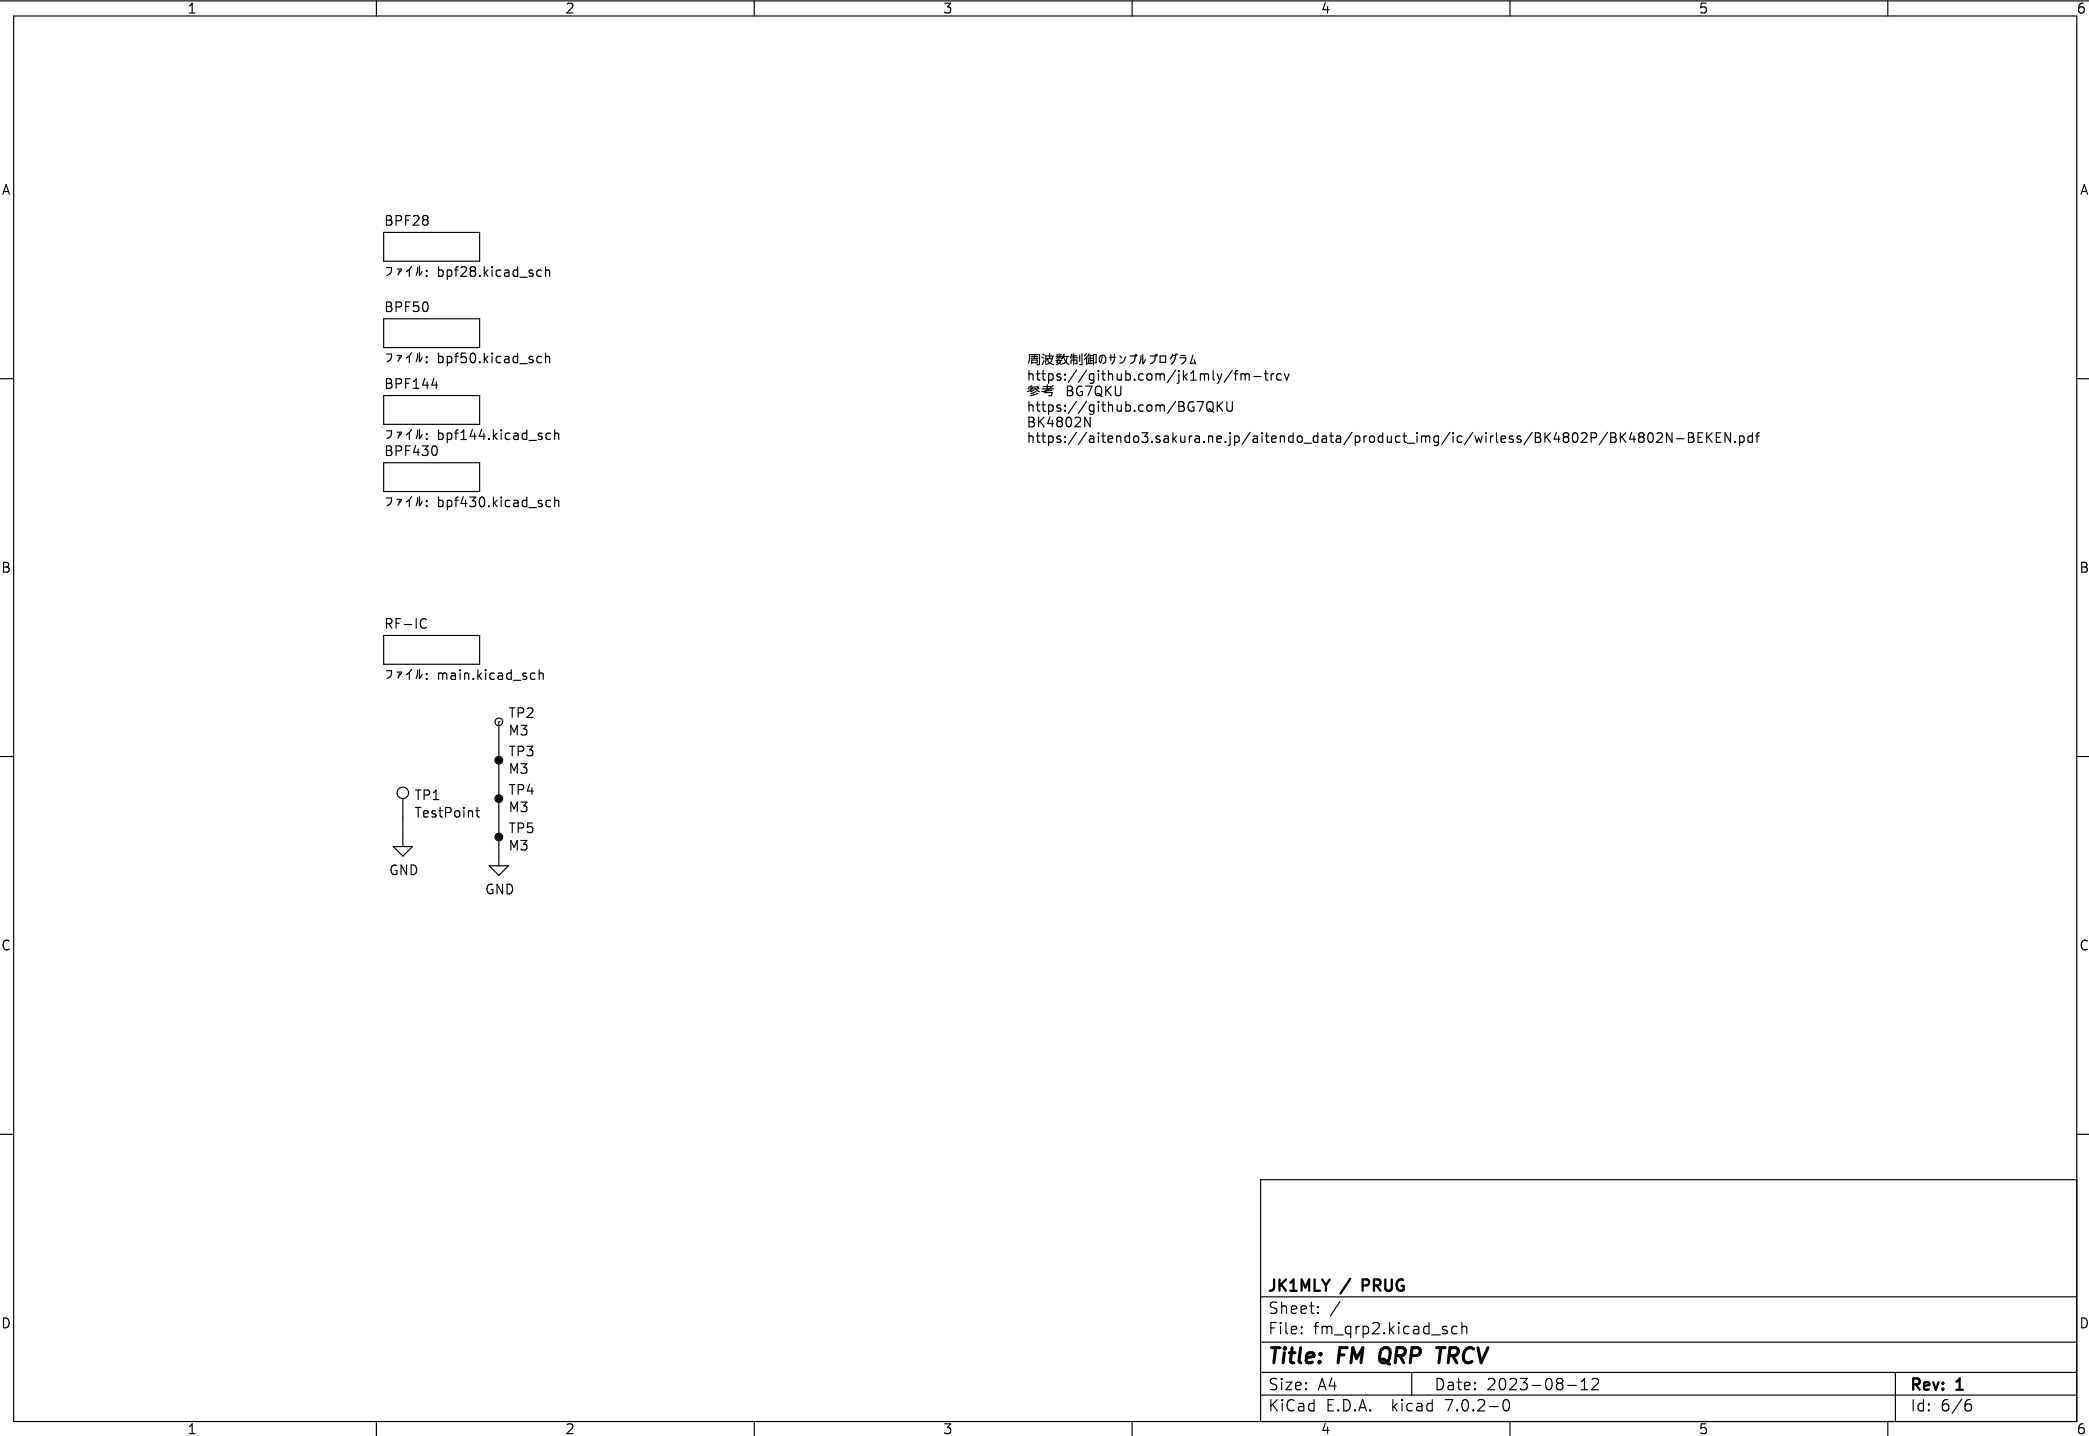 1 2 3 4 5 6
A A
BPF28
ファイル: bpf28.kicad_sch
BPF50
ファイル: bpf50.kicad_sch
BPF144
ファイル: bpf144.kicad_sch
BPF430
ファイル: bpf430.kicad_sch
周波数制御のサンプルプログラム
https://github.com/jk1mly/fm-trcv
参考 BG7QKU
https://github.com/BG7QKU
BK4802N
https://aitendo3.sakura.ne.jp/aitendo_data/product_img/ic/wirless/BK4802P/BK4802N-BEKEN.pdf
B B
RF-IC
ファイル: main.kicad_sch
TP2
M3
TP3
M3
TP4
M3
TP5
M3
GND
TP1
TestPoint
GND
C C
JK1MLY / PRUG
Sheet: /
File: fm_qrp2.kicad_sch
D D
Title: FM QRP TRCV
Size: A4 Date: 2023-08-12 Rev: 1
KiCad E.D.A. kicad 7.0.2-0 Id: 6/6
1 2 3 4 5 6